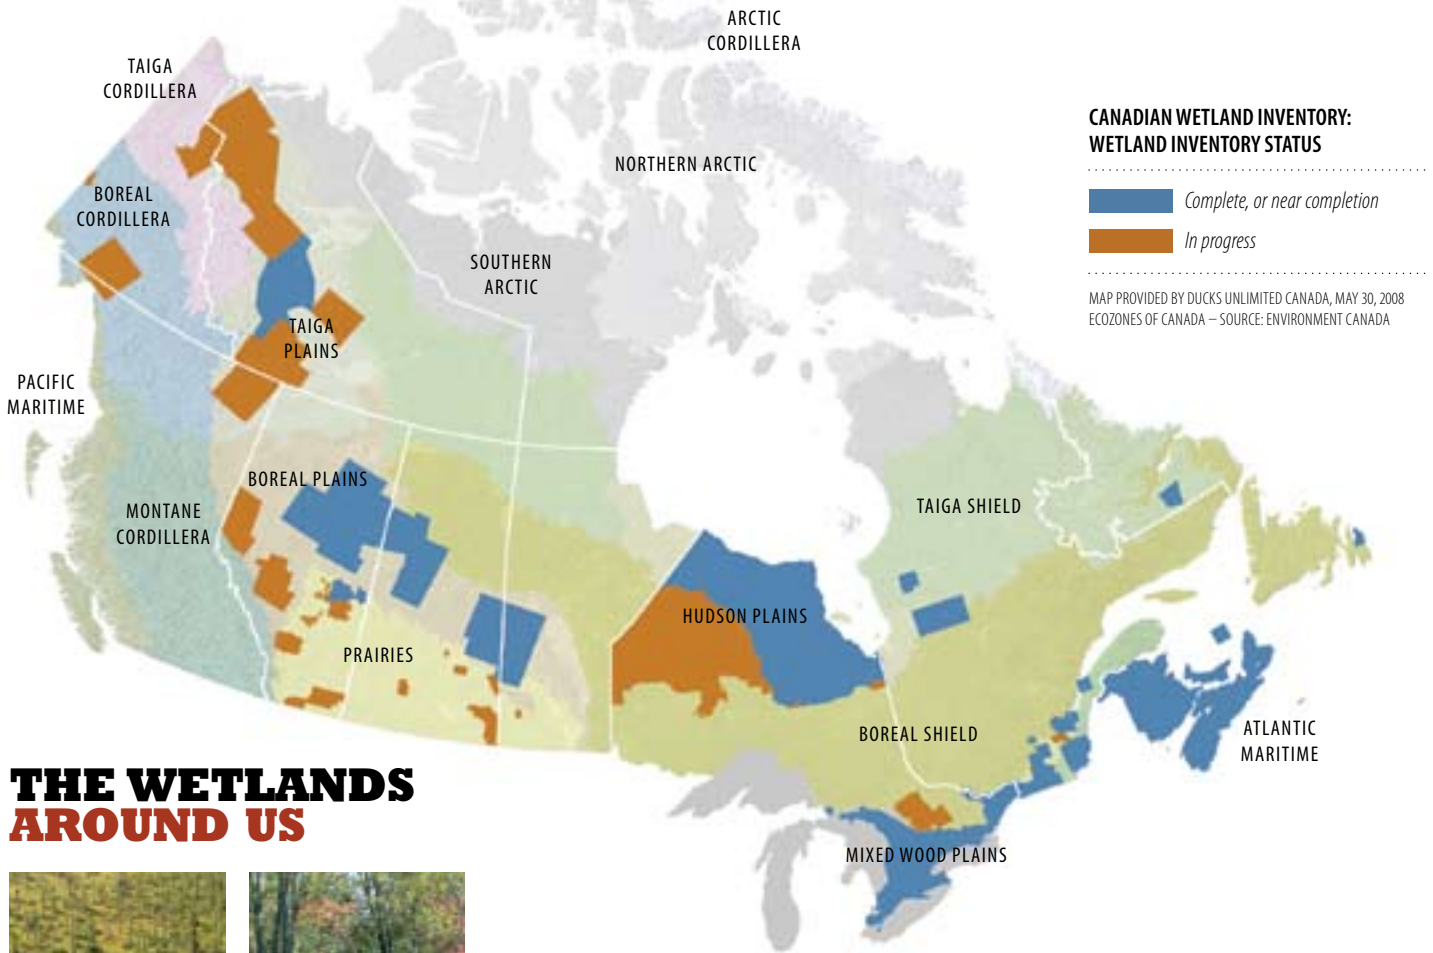 ARCTIC
CORDILLERA
TAIGA
CORDILLERA
NORTHERN ARCTIC
BOREAL
CORDILLERA
SOUTHERN
ARCTIC
TAIGA
PLAINS
PACIFIC
MARITIME
BOREAL PLAINS
MONTANE
CORDILLERA
TAIGA SHIELD
HUDSON PLAINS
PRAIRIES
BOREAL SHIELD
ATLANTIC
MARITIME
MIXED WOOD PLAINS
CANADIAN WETLAND INVENTORY:
WETLAND INVENTORY STATUS
Complete, or near completion
In progress
MAP PROVIDED BY DUCKS UNLIMITED CANADA, MAY 30, 2008
ECOZONES OF CANADA – SOURCE: ENVIRONMENT CANADA
THE WETLANDS
AROUND US